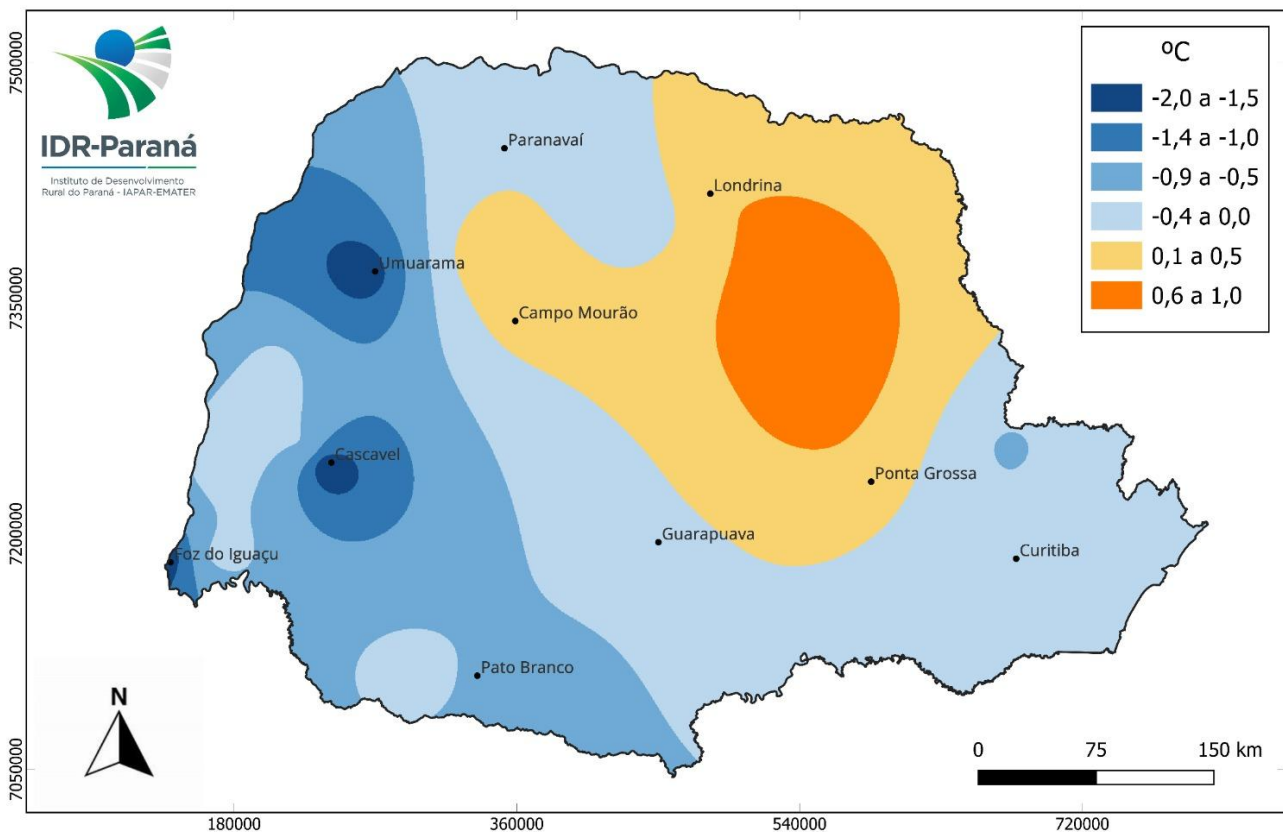 IDR-Paraná
Instituto de Desenvolvimento
Rural do Paraná - IAPAR-EMATER
ºC
-2,0 a -1,5
-1,4 a -1,0
-0,9 a -0,5
-0,4 a 0,0
0,1 a 0,5
0,6 a 1,0
7500000
7350000
7200000
7050000
Paranavaí
Londrina
Umuarama
Campo Mourão
Cascavel
Ponta Grossa
Guarapuava
Curitiba
Foz do Iguaçu
Pato Branco
N
0 75 150 km
180000 360000 540000 720000